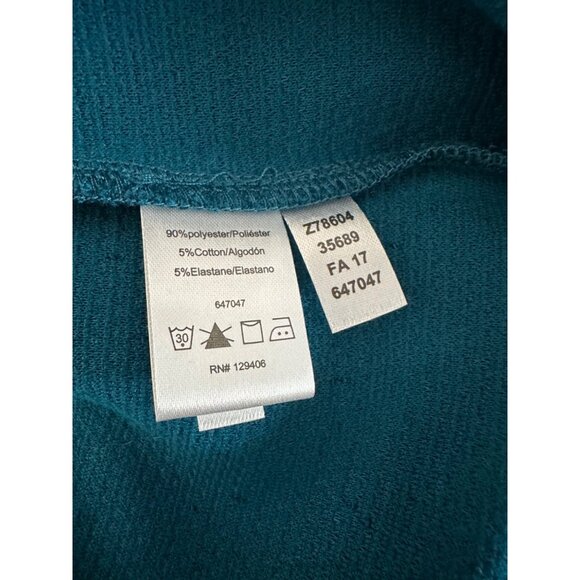 90%polyester/Poliéster
5%Cotton/Algodón
5%Elastane/Elastano
647047
30
RN# 129406
Z78604
35689
FA 17
647047